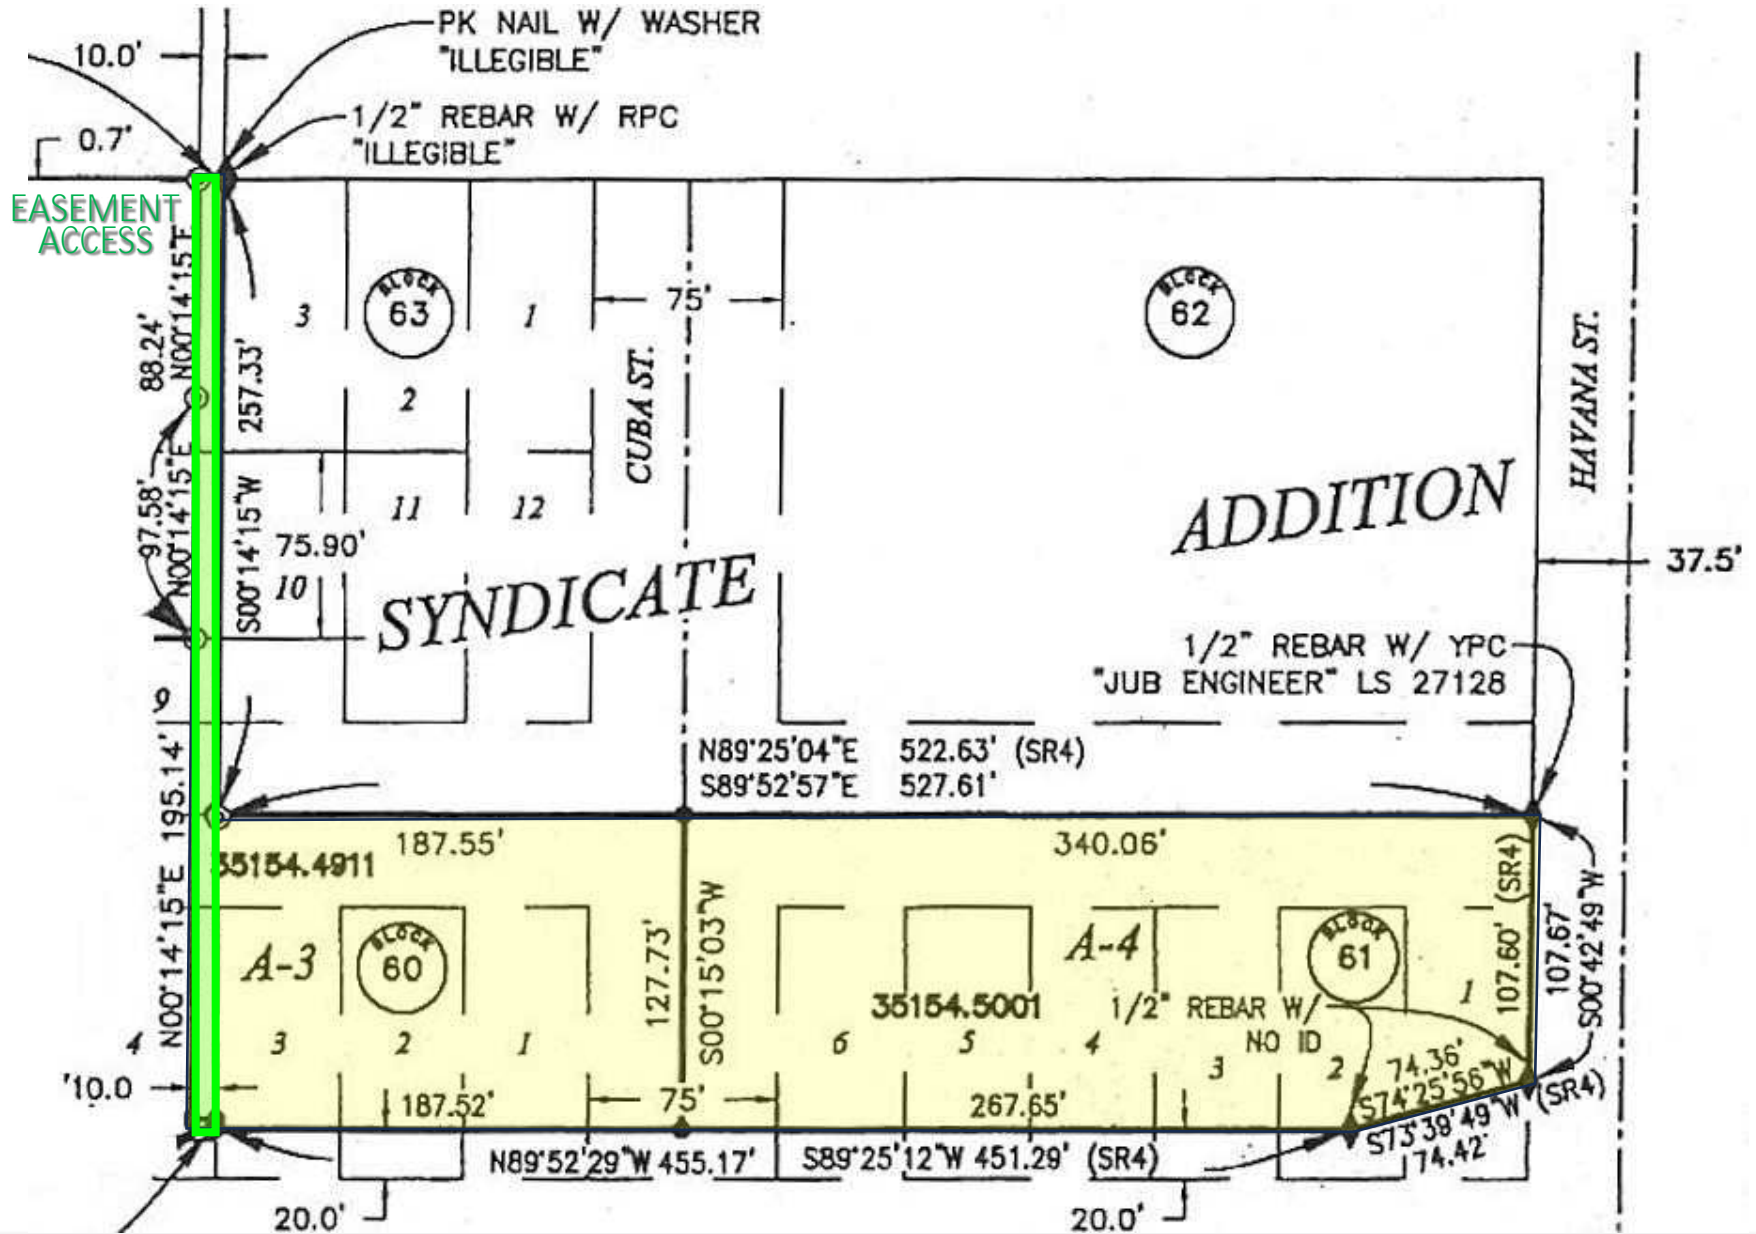 PK NAIL W/ WASHER
"ILLEGIBLE"
10.0'
1/2" REBAR W/ RPC
"ILLEGIBLE"
0.7'
EASEMENT
ACCESS
N00°14'15"E
88.24'
257.33'
S00°14'15"W
97.58'
N00°14'15"E
3
BLOCK
63
1
2
75'
CUBA ST.
BLOCK
62
HAVANA ST.
11
12
75.90'
10
SYNDICATE
ADDITION
37.5'
1/2" REBAR W/ YPC
"JUB ENGINEER" LS 27128
9
N89°25'04"E 522.63' (SR4)
S89°52'57"E 527.61'
N00°14'15"E 195.14'
187.55'
340.06'
35154.4911
A-3
BLOCK
60
127.73'
S00°15'03"W
A-4
BLOCK
61
35154.5001
1/2" REBAR W/
NO ID
1
107.60' (SR4)
107.67'
S00°42'49"W
4
3
2
1
6
5
4
3
2
74.36'
S74°25'56"W (SR4)
S73°39'49"W
74.42'
'10.0
187.52'
75'
267.65'
N89°52'29"W 455.17'
S89°25'12"W 451.29' (SR4)
20.0'
20.0'